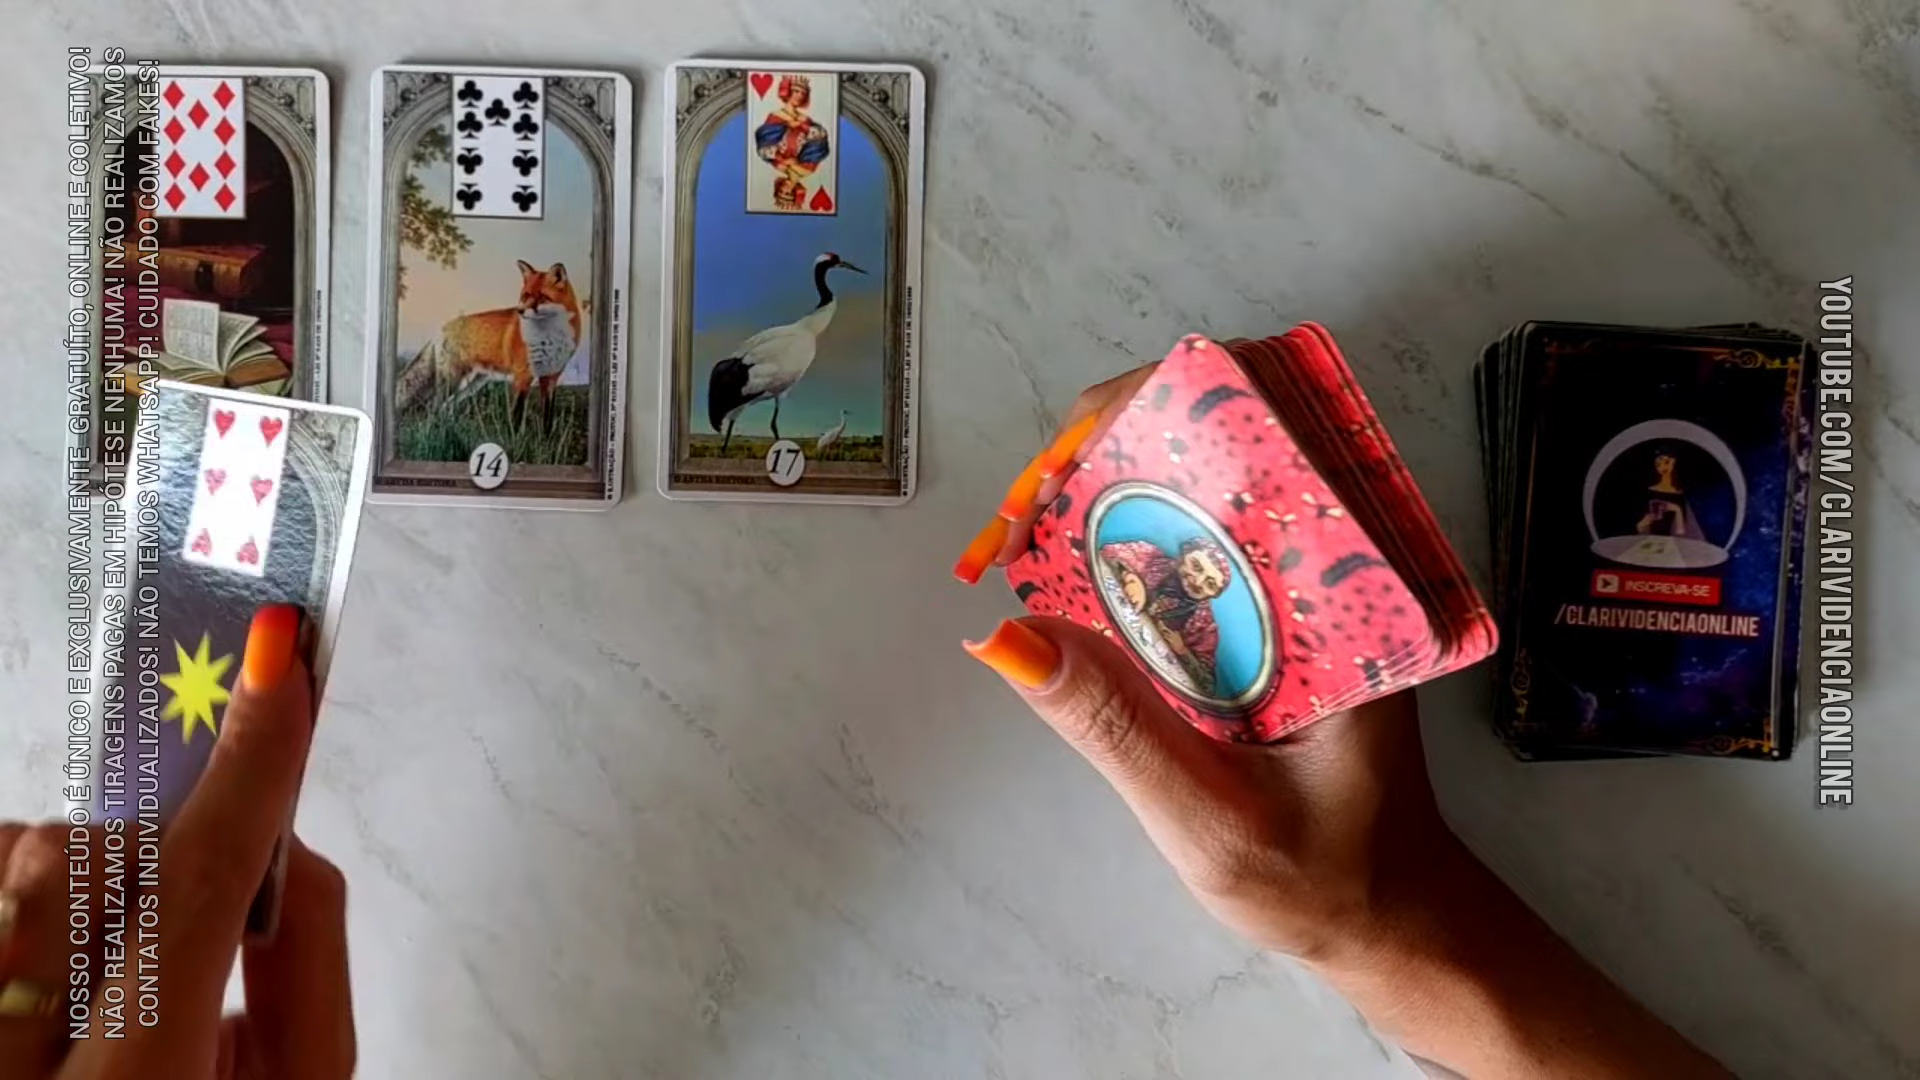 NOSSO CONTEÚDO É ÚNICO E EXCLUSIVAMENTE GRATUÍTO, ONLINE E COLETIVO!
NÃO REALIZAMOS TIRAGENS PAGAS EM HIPÓTESE NENHUMA! NÃO REALIZAMOS
CONTATOS INDIVIDUALIZADOS! NÃO TEMOS WHATSAPP! CUIDADO COM FAKES!
14
17
INSCREVA-SE
/CLARIVIDENCIAONLINE
YOUTUBE.COM/CLARIVIDENCIAONLINE